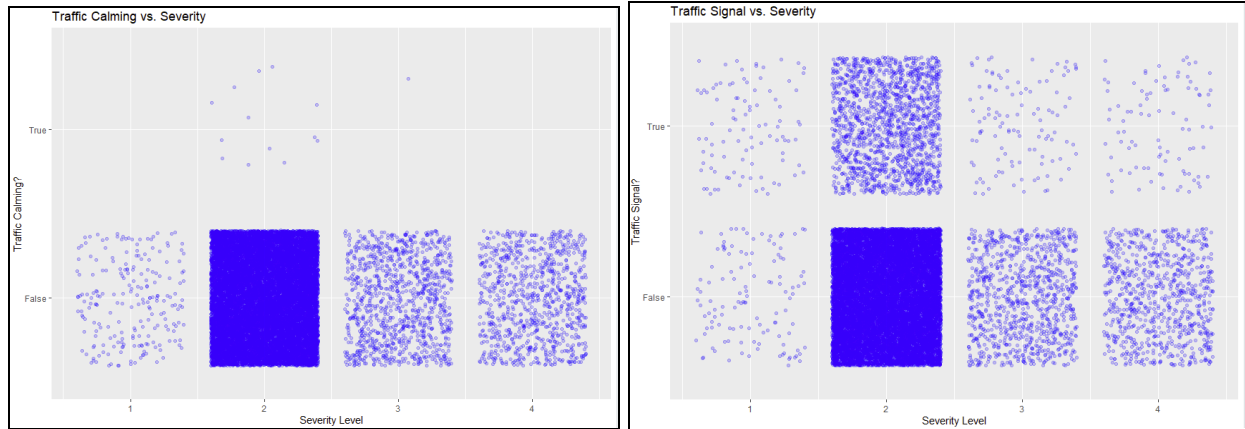 Traffic Calming vs. Severity
True
Traffic Calming?
False
1 2 3 4
Severity Level
Traffic Signal vs. Severity
True
Traffic Signal?
False
1 2 3 4
Severity Level